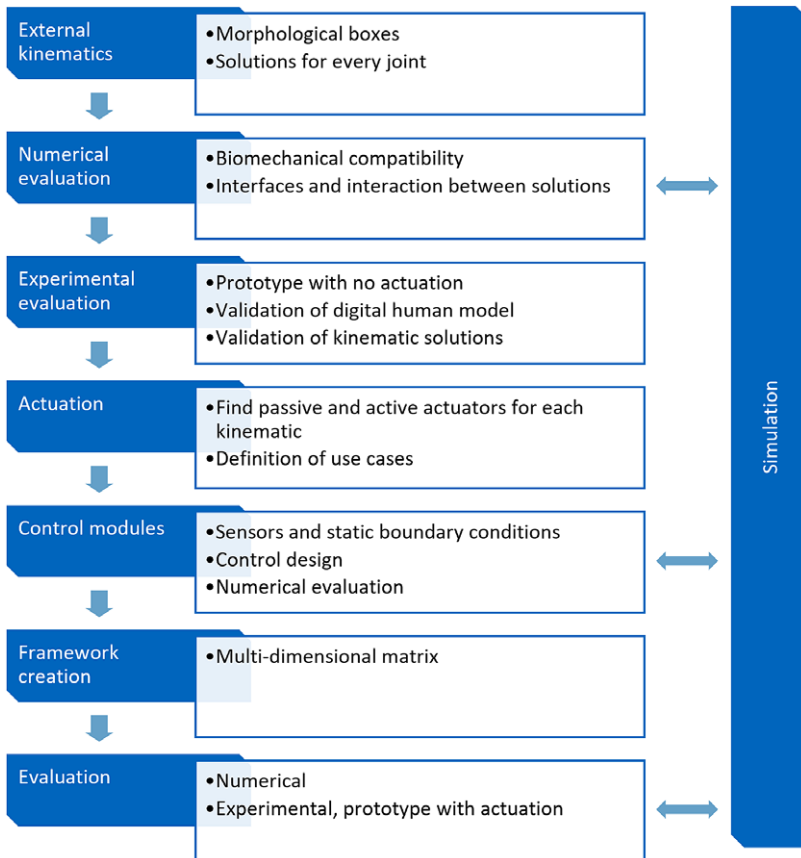 External
kinematics
•Morphological boxes
•Solutions for every joint
Numerical
evaluation
•Biomechanical compatibility
•Interfaces and interaction between solutions
Experimental
evaluation
•Prototype with no actuation
•Validation of digital human model
•Validation of kinematic solutions
Actuation
•Find passive and active actuators for each
kinematic
•Definition of use cases
Control modules
•Sensors and static boundary conditions
•Control design
•Numerical evaluation
Framework
creation
•Multi-dimensional matrix
Evaluation
•Numerical
•Experimental, prototype with actuation
Simulation